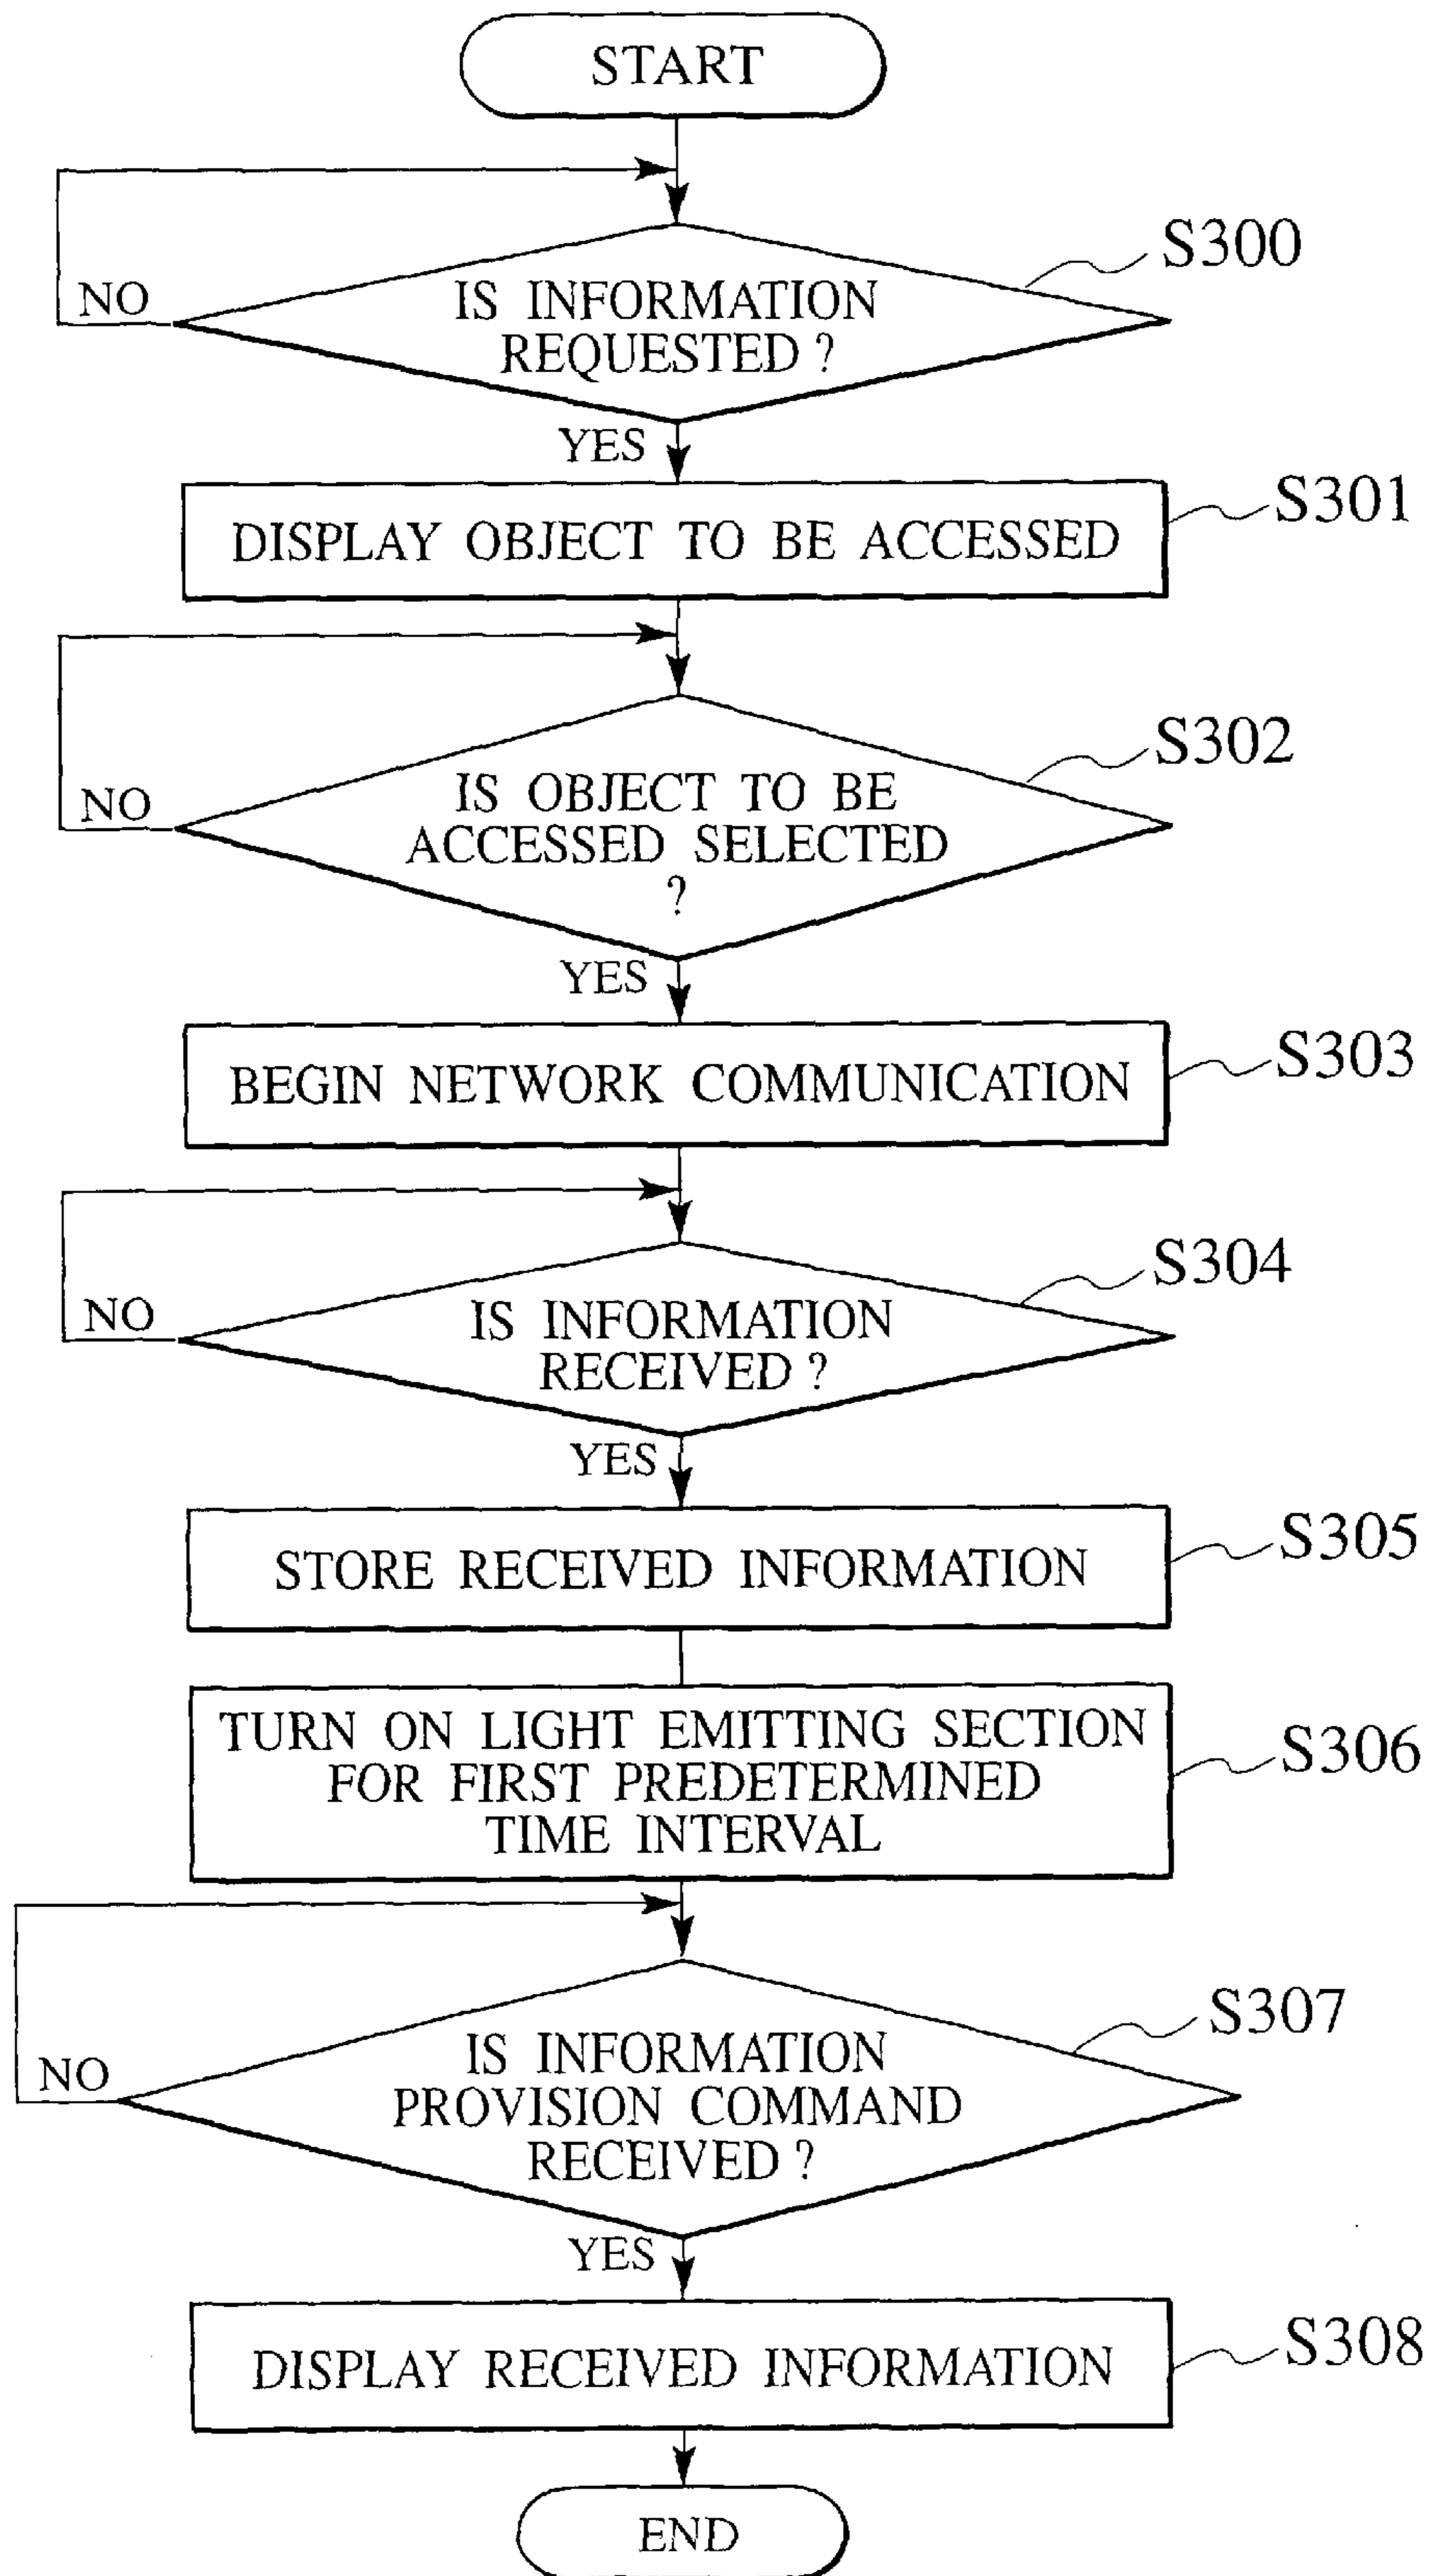 START
S300
NO
IS INFORMATION
REQUESTED ?
YES
S301
DISPLAY OBJECT TO BE ACCESSED
S302
NO
IS OBJECT TO BE
ACCESSED SELECTED
?
YES
S303
BEGIN NETWORK COMMUNICATION
S304
NO
IS INFORMATION
RECEIVED ?
YES
S305
STORE RECEIVED INFORMATION
TURN ON LIGHT EMITTING SECTION
FOR FIRST PREDETERMINED
TIME INTERVAL
S306
S307
NO
IS INFORMATION
PROVISION COMMAND
RECEIVED ?
YES
S308
DISPLAY RECEIVED INFORMATION
END